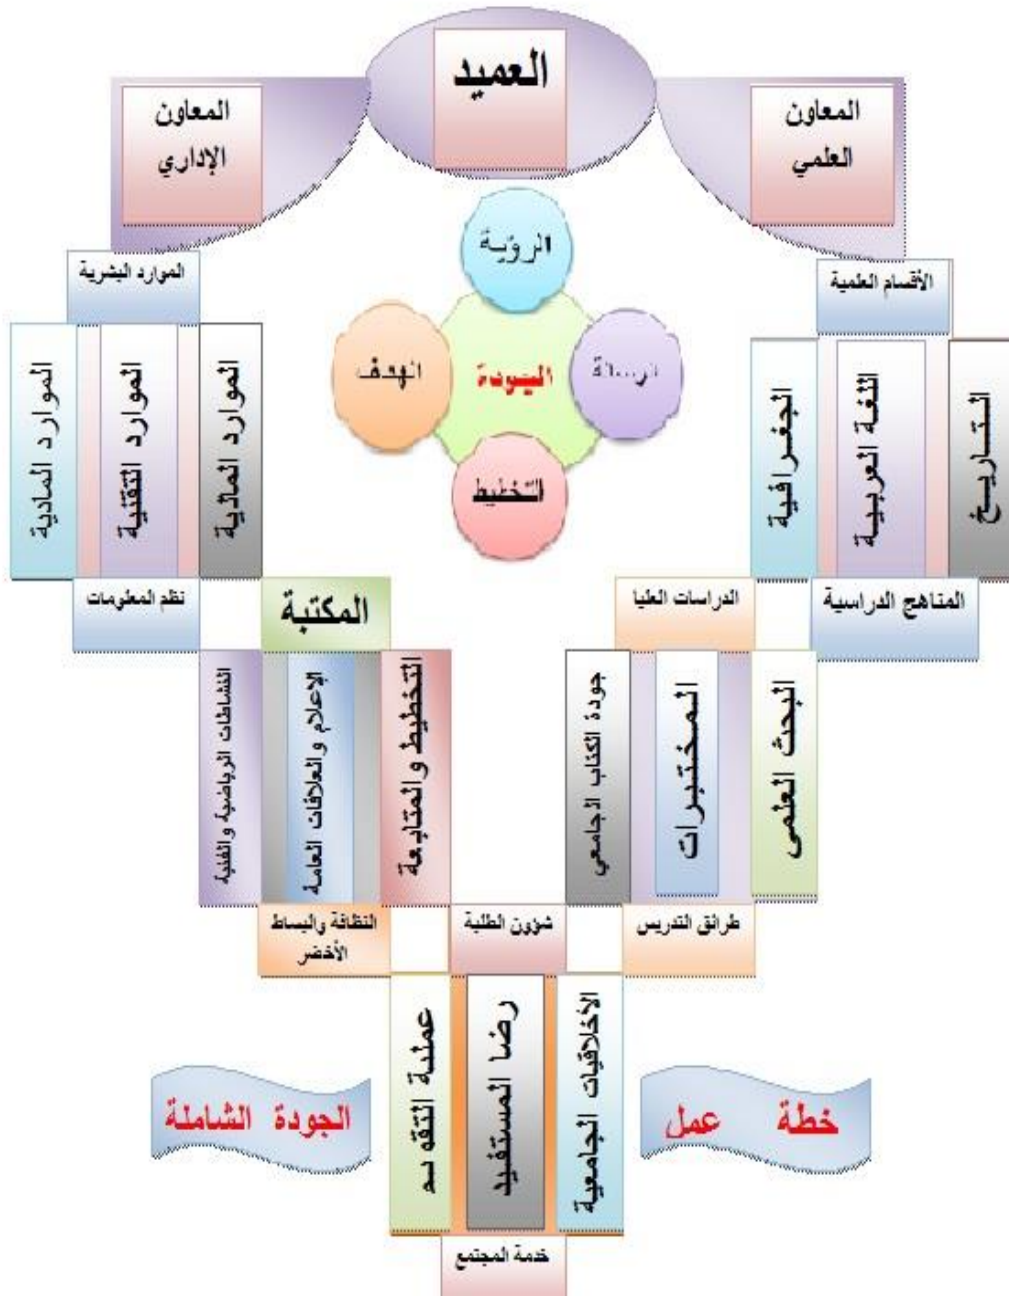 العميد
المعاون
العلمي
المعاون
الإداري
الرؤية
الرسالة
الجودة
الهدف
التخطيط
الأقسام العلمية
الموارد البشرية
التاريخ
اللغة العربية
الجغرافية
الموارد المالية
الموارد التقنية
الموارد المادية
المناهج الدراسية
الدراسات العليا
المكتبة
نظم المعلومات
البحث العلمي
المختبرات
جودة الكتاب الجامعي
التخطيط والمتابعة
الإعلام والعلاقات العامة
النشاطات الرياضية والفنية
طرائق التدريس
شؤون الطلبة
النظافة والبساط
الأخضر
الأخلاقيات الجامعية
رضا المستفيد
عملية التقويم
خطة عمل
الجودة الشاملة
خدمة المجتمع